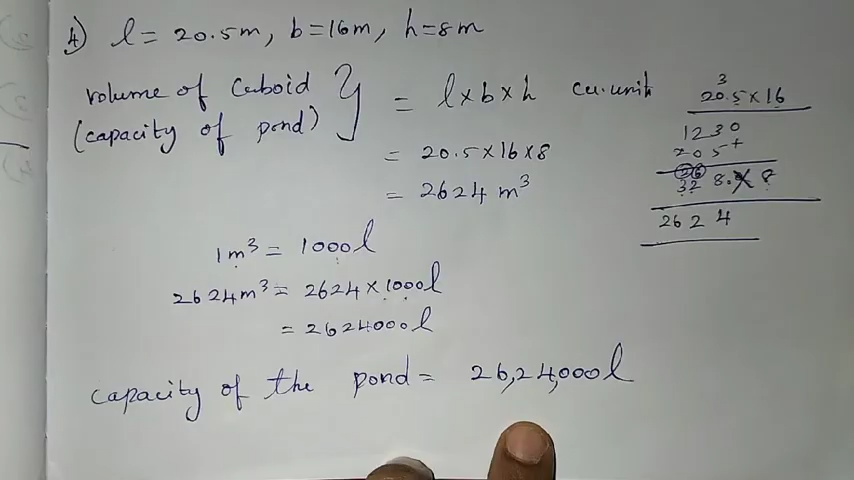 4) l = 20.5m, b=16m, h=8m
volume of Cuboid
(capacity of pond) } = l×b×h cu.unit
= 20.5×16×8
= 2624 m³
1m³ = 1000l
2624m³ = 2624×1000l
= 2624000l
capacity of the pond = 26,24,000l
3
20.5×16
1230
205+
26
328.× 8
2624